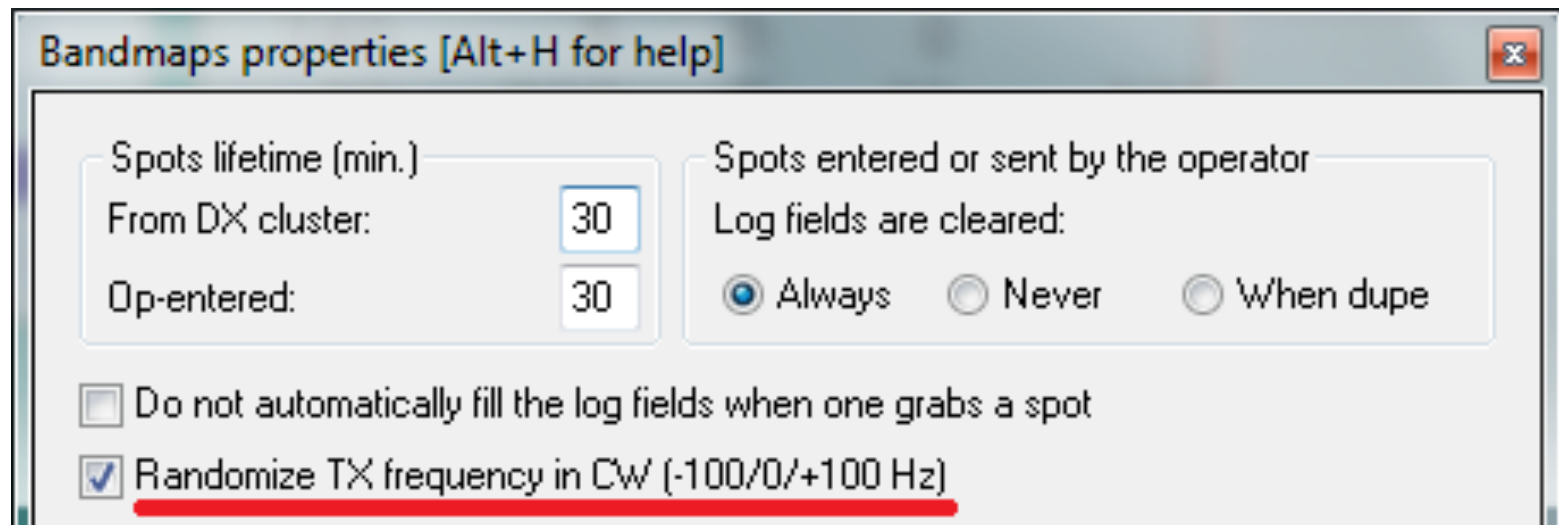 Bandmaps properties [Alt+H for help]
Spots lifetime (min.)
From DX cluster: 30
Op-entered: 30
Spots entered or sent by the operator
Log fields are cleared:
Always Never When dupe
Do not automatically fill the log fields when one grabs a spot
Randomize TX frequency in CW (-100/0/+100 Hz)